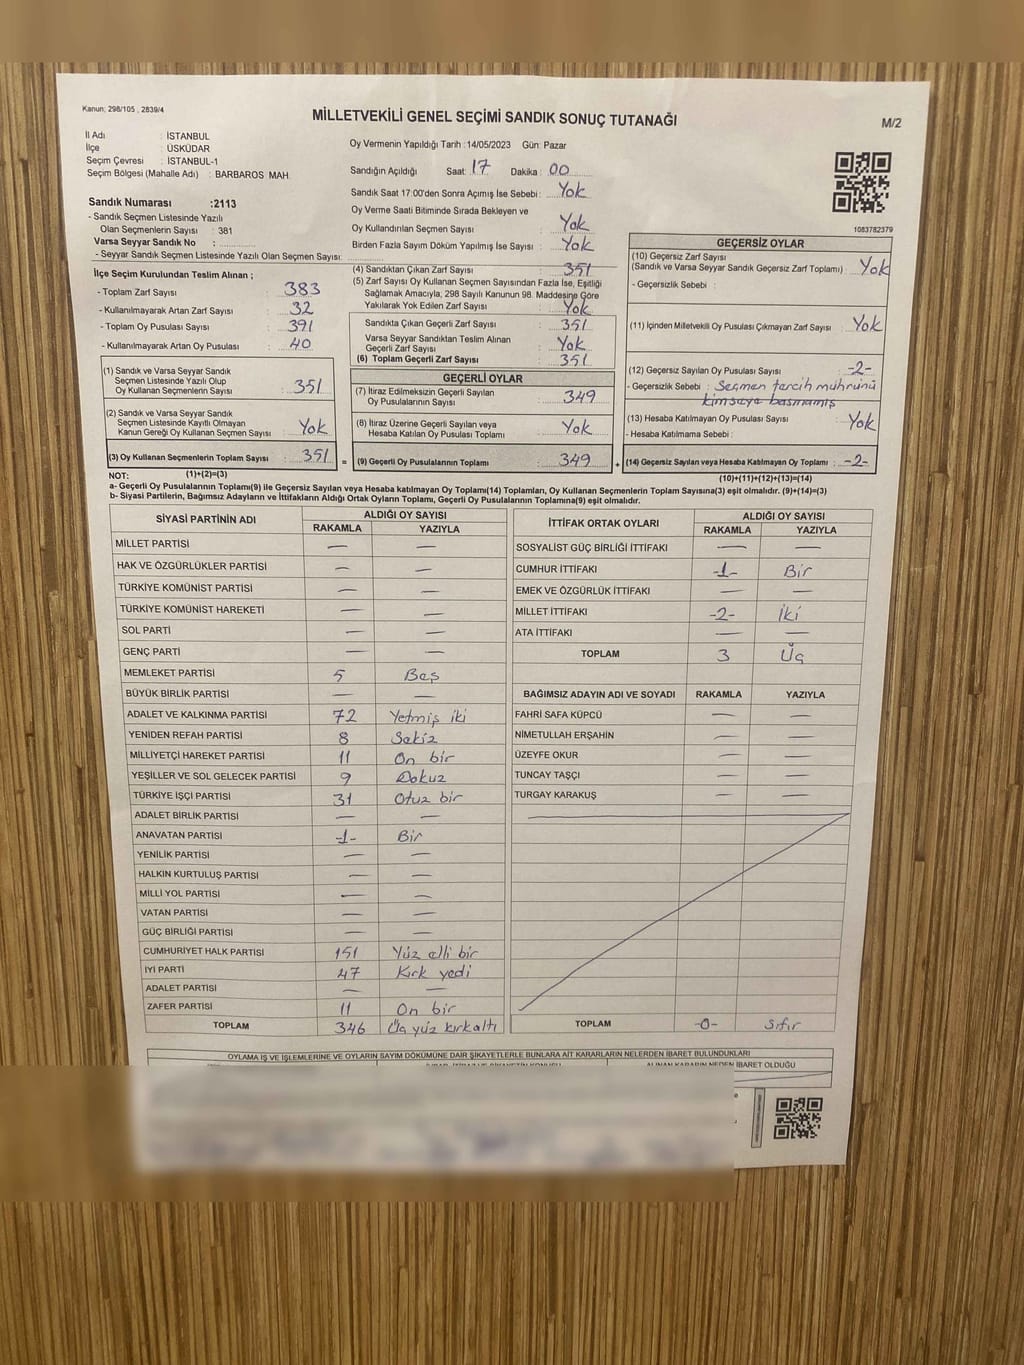 Kanun; 298/105 , 2839/4
MİLLETVEKİLİ GENEL SEÇİMİ SANDIK SONUÇ TUTANAĞI
M/2
İl Adı : İSTANBUL
İlçe : ÜSKÜDAR
Seçim Çevresi : İSTANBUL-1
Seçim Bölgesi (Mahalle Adı) : BARBAROS MAH.
Sandık Numarası :2113
- Sandık Seçmen Listesinde Yazılı
Olan Seçmenlerin Sayısı : 381
Varsa Seyyar Sandık No :
- Seyyar Sandık Seçmen Listesinde Yazılı Olan Seçmen Sayısı:
Oy Vermenin Yapıldığı Tarih :14/05/2023 Gün: Pazar
Sandığın Açıldığı Saat: 17 Dakika : 00
Sandık Saat 17:00'den Sonra Açımış İse Sebebi : Yok
Oy Verme Saati Bitiminde Sırada Bekleyen ve
Oy Kullandırılan Seçmen Sayısı : Yok
Birden Fazla Sayım Döküm Yapılmış İse Sayısı : Yok
1083782379
İlçe Seçim Kurulundan Teslim Alınan ;
- Toplam Zarf Sayısı : 383
- Kullanılmayarak Artan Zarf Sayısı : 32
- Toplam Oy Pusulası Sayısı : 391
- Kullanılmayarak Artan Oy Pusulası : 40
(1) Sandık ve Varsa Seyyar Sandık
Seçmen Listesinde Yazılı Olup
Oy Kullanan Seçmenlerin Sayısı : 351
(2) Sandık ve Varsa Seyyar Sandık
Seçmen Listesinde Kayıtlı Olmayan
Kanun Gereği Oy Kullanan Seçmen Sayısı : Yok
(3) Oy Kullanan Seçmenlerin Toplam Sayısı : 351 =
(4) Sandıktan Çıkan Zarf Sayısı : 351
(5) Zarf Sayısı Oy Kullanan Seçmen Sayısından Fazla İse, Eşitliği
Sağlamak Amacıyla, 298 Sayılı Kanunun 98. Maddesine Göre
Yakılarak Yok Edilen Zarf Sayısı : Yok
Sandıkta Çıkan Geçerli Zarf Sayısı : 351
Varsa Seyyar Sandıktan Teslim Alınan
Geçerli Zarf Sayısı : Yok
(6) Toplam Geçerli Zarf Sayısı : 351
GEÇERLİ OYLAR
(7) İtiraz Edilmeksizin Geçerli Sayılan
Oy Pusulalarının Sayısı : 349
(8) İtiraz Üzerine Geçerli Sayılan veya
Hesaba Katılan Oy Pusulası Toplamı : Yok
(9) Geçerli Oy Pusulalarının Toplamı : 349 +
GEÇERSİZ OYLAR
(10) Geçersiz Zarf Sayısı
(Sandık ve Varsa Seyyar Sandık Geçersiz Zarf Toplamı) : Yok
- Geçersizlik Sebebi :
(11) İçinden Milletvekili Oy Pusulası Çıkmayan Zarf Sayısı : Yok
(12) Geçersiz Sayılan Oy Pusulası Sayısı : -2-
- Geçersizlik Sebebi : Seçmen tercih mührünü
kimseye basmamış
(13) Hesaba Katılmayan Oy Pusulası Sayısı : Yok
- Hesaba Katılmama Sebebi :
(14) Geçersiz Sayılan veya Hesaba Katılmayan Oy Toplamı : -2-
NOT: (1)+(2)=(3)
(10)+(11)+(12)+(13)=(14)
a- Geçerli Oy Pusulalarının Toplamı(9) ile Geçersiz Sayılan veya Hesaba katılmayan Oy Toplamı(14) Toplamları, Oy Kullanan Seçmenlerin Toplam Sayısına(3) eşit olmalıdır. (9)+(14)=(3)
b- Siyasi Partilerin, Bağımsız Adayların ve İttifakların Aldığı Ortak Oyların Toplamı, Geçerli Oy Pusulalarının Toplamına(9) eşit olmalıdır.
SİYASİ PARTİNİN ADI ALDIĞI OY SAYISI
RAKAMLA YAZIYLA
MİLLET PARTİSİ — —
HAK VE ÖZGÜRLÜKLER PARTİSİ — —
TÜRKİYE KOMÜNİST PARTİSİ — —
TÜRKİYE KOMÜNİST HAREKETİ — —
SOL PARTİ — —
GENÇ PARTİ — —
MEMLEKET PARTİSİ 5 Beş
BÜYÜK BİRLİK PARTİSİ — —
ADALET VE KALKINMA PARTİSİ 72 Yetmiş iki
YENİDEN REFAH PARTİSİ 8 Sekiz
MİLLİYETÇİ HAREKET PARTİSİ 11 On bir
YEŞİLLER VE SOL GELECEK PARTİSİ 9 Dokuz
TÜRKİYE İŞÇİ PARTİSİ 31 Otuz bir
ADALET BİRLİK PARTİSİ — —
ANAVATAN PARTİSİ -1- Bir
YENİLİK PARTİSİ — —
HALKIN KURTULUŞ PARTİSİ — —
MİLLİ YOL PARTİSİ — —
VATAN PARTİSİ — —
GÜÇ BİRLİĞİ PARTİSİ — —
CUMHURİYET HALK PARTİSİ 151 Yüz elli bir
İYİ PARTİ 47 Kırk yedi
ADALET PARTİSİ — —
ZAFER PARTİSİ 11 On bir
TOPLAM 346 Üç yüz kırkaltı
İTTİFAK ORTAK OYLARI ALDIĞI OY SAYISI
RAKAMLA YAZIYLA
SOSYALİST GÜÇ BİRLİĞİ İTTİFAKI — —
CUMHUR İTTİFAKI -1- Bir
EMEK VE ÖZGÜRLÜK İTTİFAKI — —
MİLLET İTTİFAKI -2- İki
ATA İTTİFAKI — —
TOPLAM 3 Üç
BAĞIMSIZ ADAYIN ADI VE SOYADI RAKAMLA YAZIYLA
FAHRİ SAFA KÜPCÜ — —
NİMETULLAH ERŞAHİN — —
ÜZEYFE OKUR — —
TUNCAY TAŞÇI — —
TURGAY KARAKUŞ — —
TOPLAM -0- Sıfır
OYLAMA İŞ VE İŞLEMLERİNE VE OYLARIN SAYIM DÖKÜMÜNE DAİR ŞİKAYETLERLE BUNLARA AİT KARARLARIN NELERDEN İBARET BULUNDUKLARI
ALINAN KARARIN NEDEN İBARET OLDUĞU